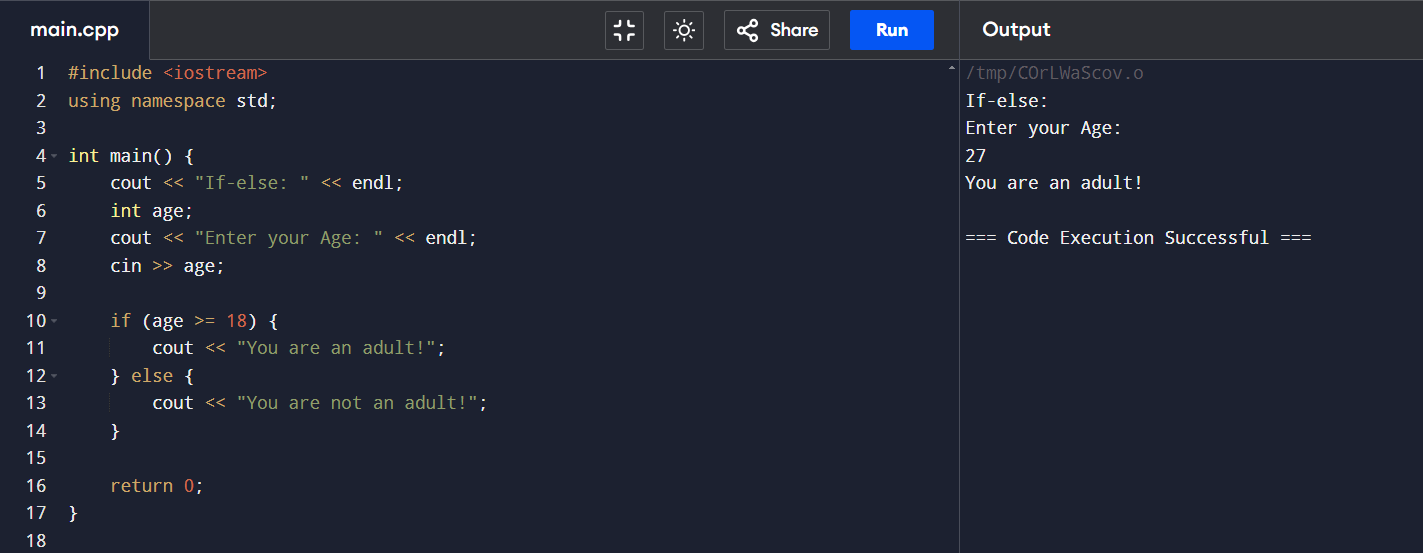 main.cpp
Share
Run
Output
1 #include <iostream>
2 using namespace std;
3
4 int main() {
5     cout << "If-else: " << endl;
6     int age;
7     cout << "Enter your Age: " << endl;
8     cin >> age;
9
10     if (age >= 18) {
11         cout << "You are an adult!";
12     } else {
13         cout << "You are not an adult!";
14     }
15
16     return 0;
17 }
18
/tmp/COrLWaScov.o
If-else:
Enter your Age:
27
You are an adult!
=== Code Execution Successful ===